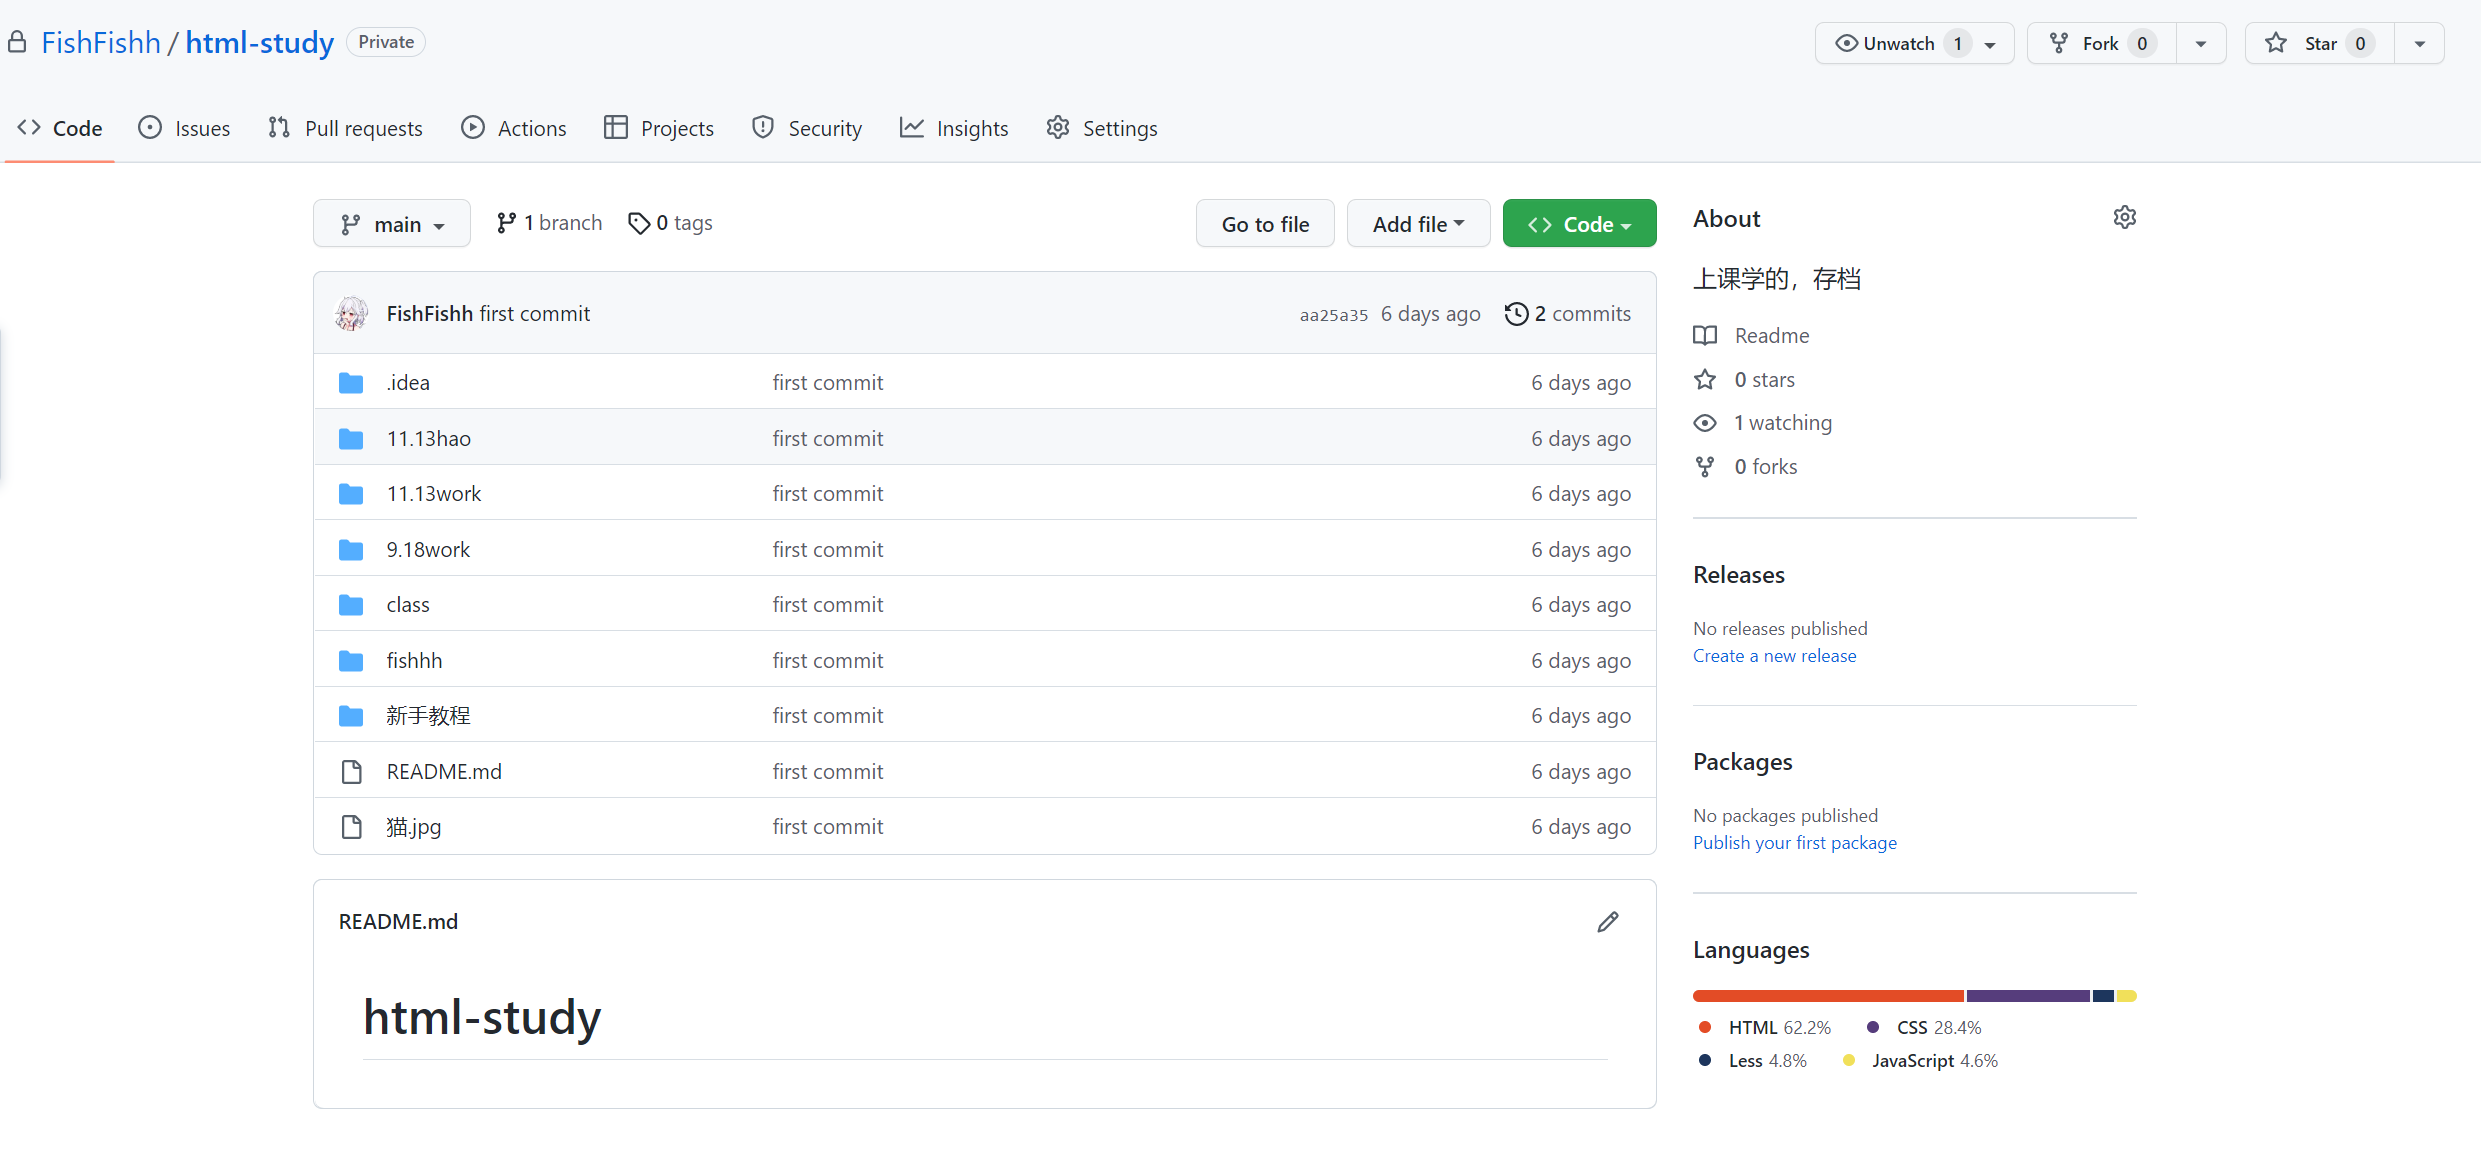 FishFishh / html-study Private Unwatch 1 Fork 0 Star 0
Code Issues Pull requests Actions Projects Security Insights Settings
main 1 branch 0 tags Go to file Add file Code
FishFishh first commit aa25a35 6 days ago 2 commits
.idea first commit 6 days ago
11.13hao first commit 6 days ago
11.13work first commit 6 days ago
9.18work first commit 6 days ago
class first commit 6 days ago
fishhh first commit 6 days ago
新手教程 first commit 6 days ago
README.md first commit 6 days ago
猫.jpg first commit 6 days ago
README.md
html-study
About
上课学的，存档
Readme
0 stars
1 watching
0 forks
Releases
No releases published
Create a new release
Packages
No packages published
Publish your first package
Languages
HTML 62.2% CSS 28.4%
Less 4.8% JavaScript 4.6%